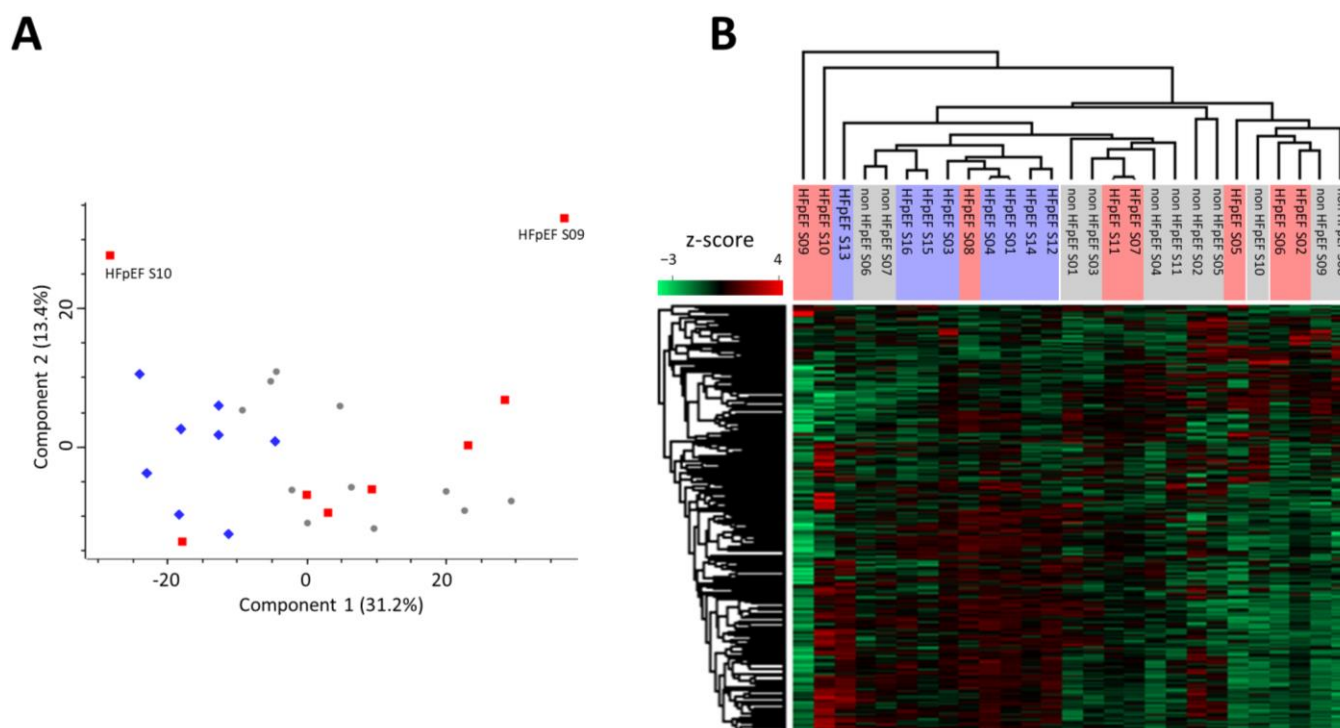 A
B
HFpEF S09
HFpEF S10
20
0
-20
0
20
Component 2 (13.4%)
Component 1 (31.2%)
z-score
−3
4
HFpEF S09
HFpEF S10
HFpEF S13
non HFpEF S06
non HFpEF S07
HFpEF S16
HFpEF S15
HFpEF S03
HFpEF S08
HFpEF S04
HFpEF S01
HFpEF S14
HFpEF S12
non HFpEF S01
non HFpEF S03
HFpEF S11
HFpEF S07
non HFpEF S04
non HFpEF S11
non HFpEF S02
non HFpEF S05
HFpEF S05
non HFpEF S10
HFpEF S06
HFpEF S02
non HFpEF S09